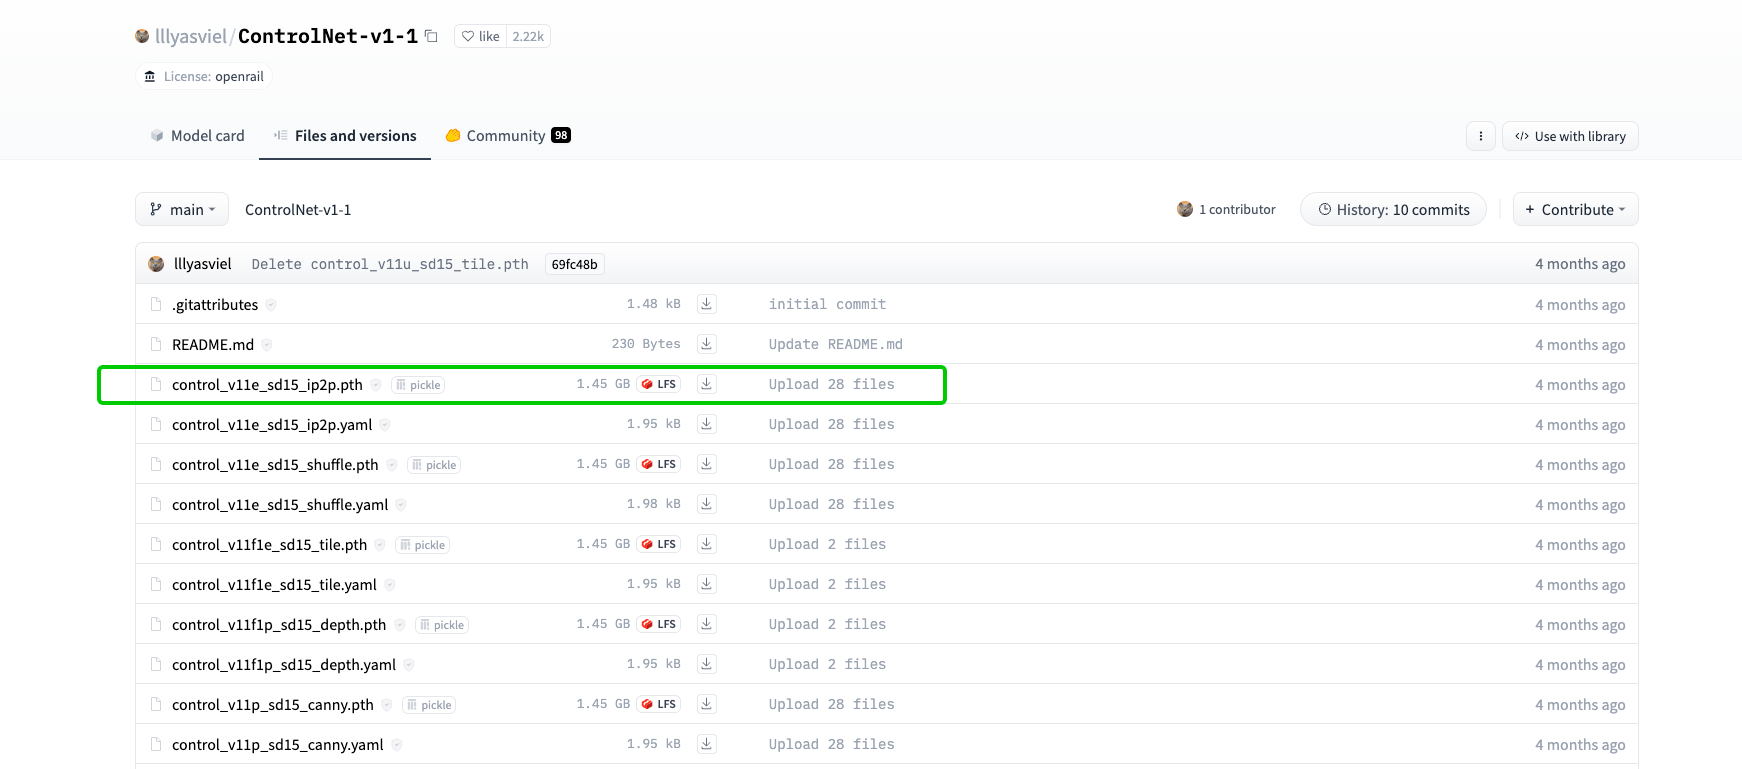 lllyasviel/ControlNet-v1-1 like 2.22k
License: openrail
Model card Files and versions Community 98 Use with library
main ControlNet-v1-1 1 contributor History: 10 commits + Contribute
lllyasviel Delete control_v11u_sd15_tile.pth 69fc48b 4 months ago
.gitattributes 1.48 kB initial commit 4 months ago
README.md 230 Bytes Update README.md 4 months ago
control_v11e_sd15_ip2p.pth pickle 1.45 GB LFS Upload 28 files 4 months ago
control_v11e_sd15_ip2p.yaml 1.95 kB Upload 28 files 4 months ago
control_v11e_sd15_shuffle.pth pickle 1.45 GB LFS Upload 28 files 4 months ago
control_v11e_sd15_shuffle.yaml 1.98 kB Upload 28 files 4 months ago
control_v11f1e_sd15_tile.pth pickle 1.45 GB LFS Upload 2 files 4 months ago
control_v11f1e_sd15_tile.yaml 1.95 kB Upload 2 files 4 months ago
control_v11f1p_sd15_depth.pth pickle 1.45 GB LFS Upload 2 files 4 months ago
control_v11f1p_sd15_depth.yaml 1.95 kB Upload 2 files 4 months ago
control_v11p_sd15_canny.pth pickle 1.45 GB LFS Upload 28 files 4 months ago
control_v11p_sd15_canny.yaml 1.95 kB Upload 28 files 4 months ago